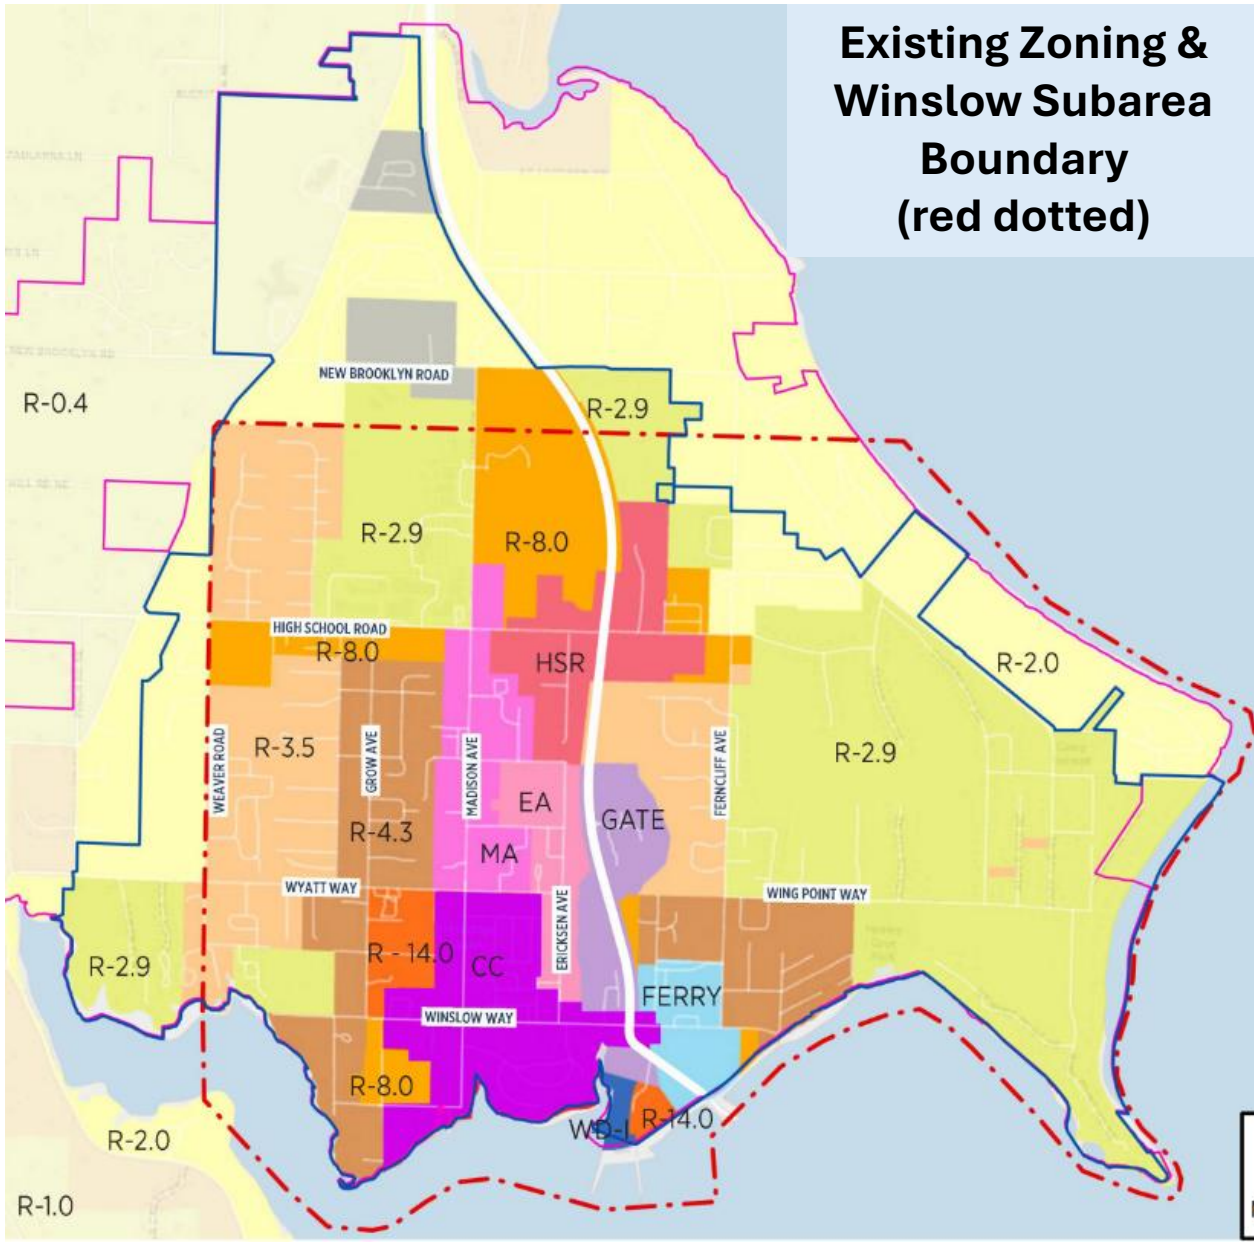 Existing Zoning &
Winslow Subarea
Boundary
(red dotted)
NEW BROOKLYN ROAD
R-0.4
R-2.9
R-2.9
R-8.0
HIGH SCHOOL ROAD
R-8.0
HSR
R-2.0
WEAVER ROAD
R-3.5
GROW AVE
MADISON AVE
FERNCLIFF AVE
R-2.9
EA
GATE
R-4.3
MA
WYATT WAY
WING POINT WAY
ERICKSEN AVE
R-2.9
R - 14.0
CC
FERRY
WINSLOW WAY
R-8.0
WD-I
R-14.0
R-2.0
R-1.0